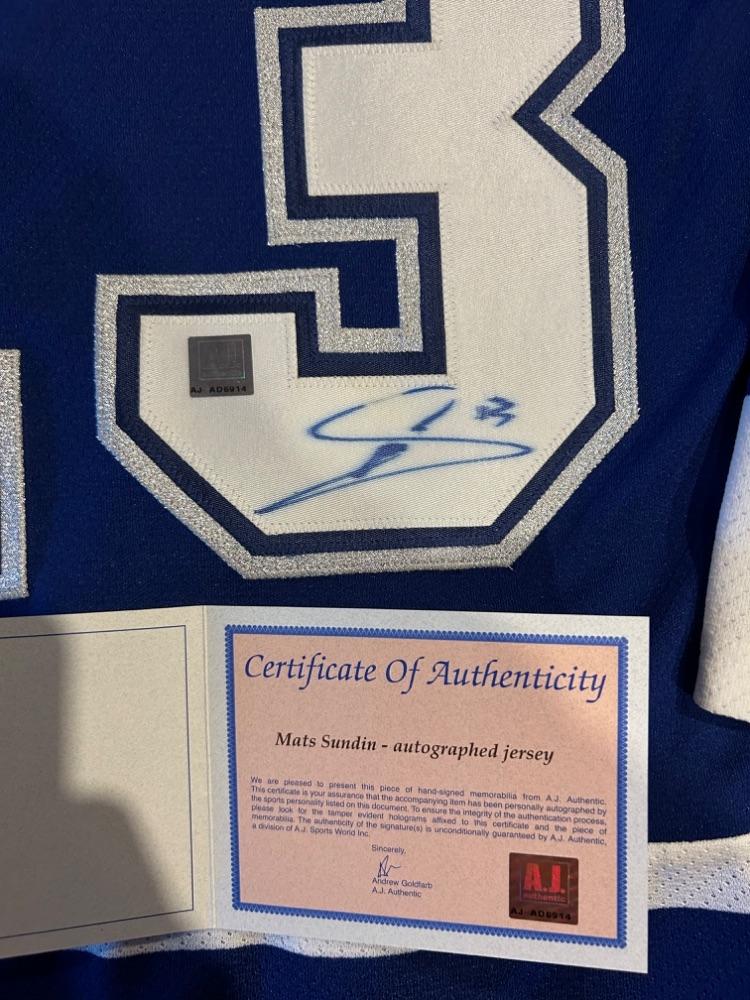 3
AJ AD6914
13
Certificate Of Authenticity
Mats Sundin - autographed jersey
We are pleased to present this piece of hand-signed memorabilia from A.J. Authentic.
This certificate is your assurance that the accompanying item has been personally autographed by
the sports personality listed on this document. To ensure the integrity of the authentication process,
please look for the tamper evident holograms affixed to this certificate and the piece of
memorabilia. The authenticity of the signature(s) is unconditionally guaranteed by A.J. Authentic,
a division of A.J. Sports World Inc.
Sincerely,
Andrew Goldfarb
A.J. Authentic
A.J.
authentic
AJ AD6914